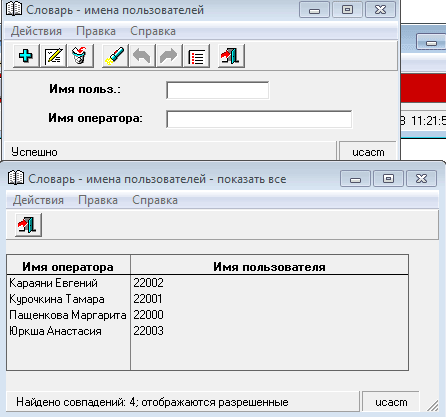 Словарь - имена пользователей
Действия Правка Справка
Имя польз.:
Имя оператора:
11:21:5
Успешно ucacm
Словарь - имена пользователей - показать все
Действия Правка Справка
Имя оператора Имя пользователя
Караяни Евгений 22002
Курочкина Тамара 22001
Пащенкова Маргарита 22000
Юркша Анастасия 22003
Найдено совпадений: 4; отображаются разрешенные ucacm